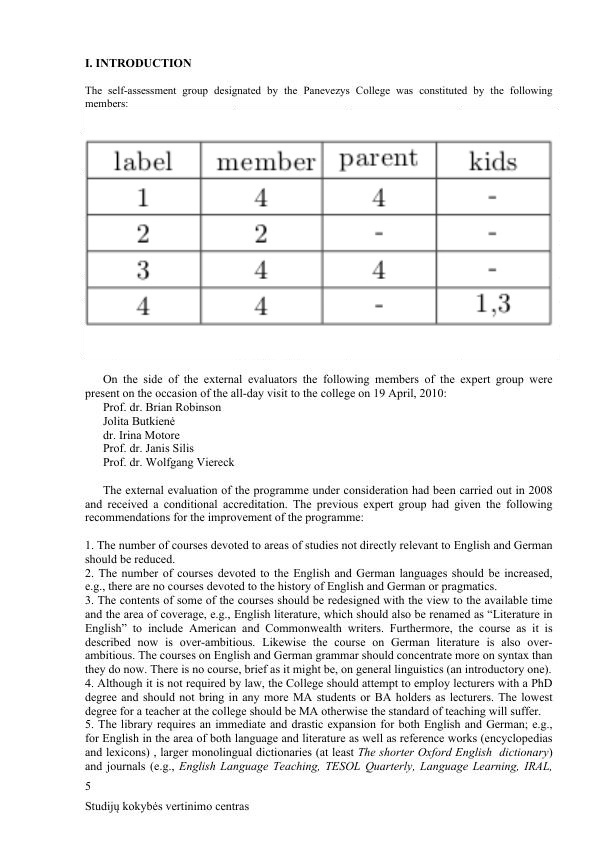 I. INTRODUCTION
The self-assessment group designated by the Panevezys College was constituted by the following
members:
label member parent kids
1 4 4 -
2 2 - -
3 4 4 -
4 4 - 1,3
On the side of the external evaluators the following members of the expert group were
present on the occasion of the all-day visit to the college on 19 April, 2010:
Prof. dr. Brian Robinson
Jolita Butkienė
dr. Irina Motore
Prof. dr. Janis Silis
Prof. dr. Wolfgang Viereck
The external evaluation of the programme under consideration had been carried out in 2008
and received a conditional accreditation. The previous expert group had given the following
recommendations for the improvement of the programme:
1. The number of courses devoted to areas of studies not directly relevant to English and German
should be reduced.
2. The number of courses devoted to the English and German languages should be increased,
e.g., there are no courses devoted to the history of English and German or pragmatics.
3. The contents of some of the courses should be redesigned with the view to the available time
and the area of coverage, e.g., English literature, which should also be renamed as “Literature in
English” to include American and Commonwealth writers. Furthermore, the course as it is
described now is over-ambitious. Likewise the course on German literature is also over-
ambitious. The courses on English and German grammar should concentrate more on syntax than
they do now. There is no course, brief as it might be, on general linguistics (an introductory one).
4. Although it is not required by law, the College should attempt to employ lecturers with a PhD
degree and should not bring in any more MA students or BA holders as lecturers. The lowest
degree for a teacher at the college should be MA otherwise the standard of teaching will suffer.
5. The library requires an immediate and drastic expansion for both English and German; e.g.,
for English in the area of both language and literature as well as reference works (encyclopedias
and lexicons) , larger monolingual dictionaries (at least The shorter Oxford English dictionary)
and journals (e.g., English Language Teaching, TESOL Quarterly, Language Learning, IRAL,
5
Studijų kokybės vertinimo centras